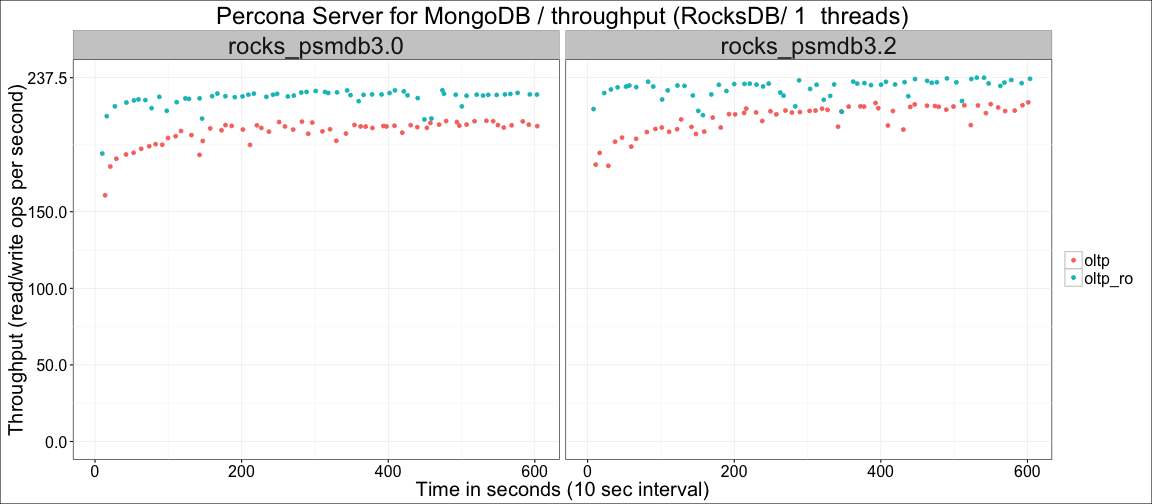 Percona Server for MongoDB / throughput (RocksDB/ 1  threads)
rocks_psmdb3.0
rocks_psmdb3.2
Throughput (read/write ops per second)
237.5
150.0
100.0
50.0
0.0
0 200 400 600
0 200 400 600
Time in seconds (10 sec interval)
oltp
oltp_ro